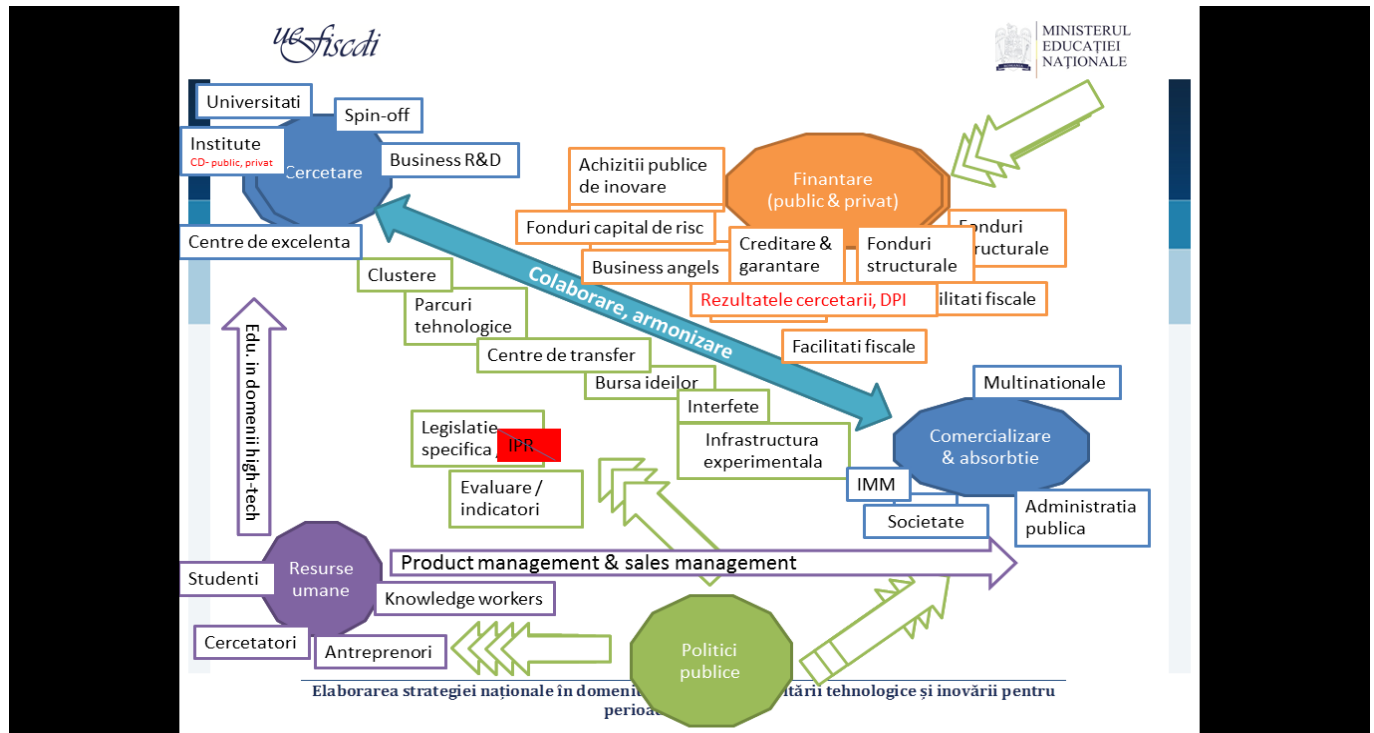 uefiscdi
MINISTERUL
EDUCAȚIEI
NAȚIONALE
Universitati
Spin-off
Institute
CD- public, privat
Business R&D
Cercetare
Centre de excelenta
Achizitii publice
de inovare
Finantare
(public & privat)
Fonduri capital de risc
Creditare &
garantare
Fonduri
structurale
Fonduri
structurale
Business angels
Rezultatele cercetarii, DPI
ilitati fiscale
Facilitati fiscale
Colaborare, armonizare
Clustere
Parcuri
tehnologice
Centre de transfer
Bursa ideilor
Interfete
Infrastructura
experimentala
Edu. in domenii high-tech
Legislatie
specifica / IPR
Evaluare /
indicatori
Multinationale
Comercializare
& absorbtie
IMM
Societate
Administratia
publica
Resurse
umane
Product management & sales management
Studenti
Knowledge workers
Cercetatori
Antreprenori
Politici
publice
Elaborarea strategiei naționale în domeniu tării tehnologice și inovării pentru
perioa